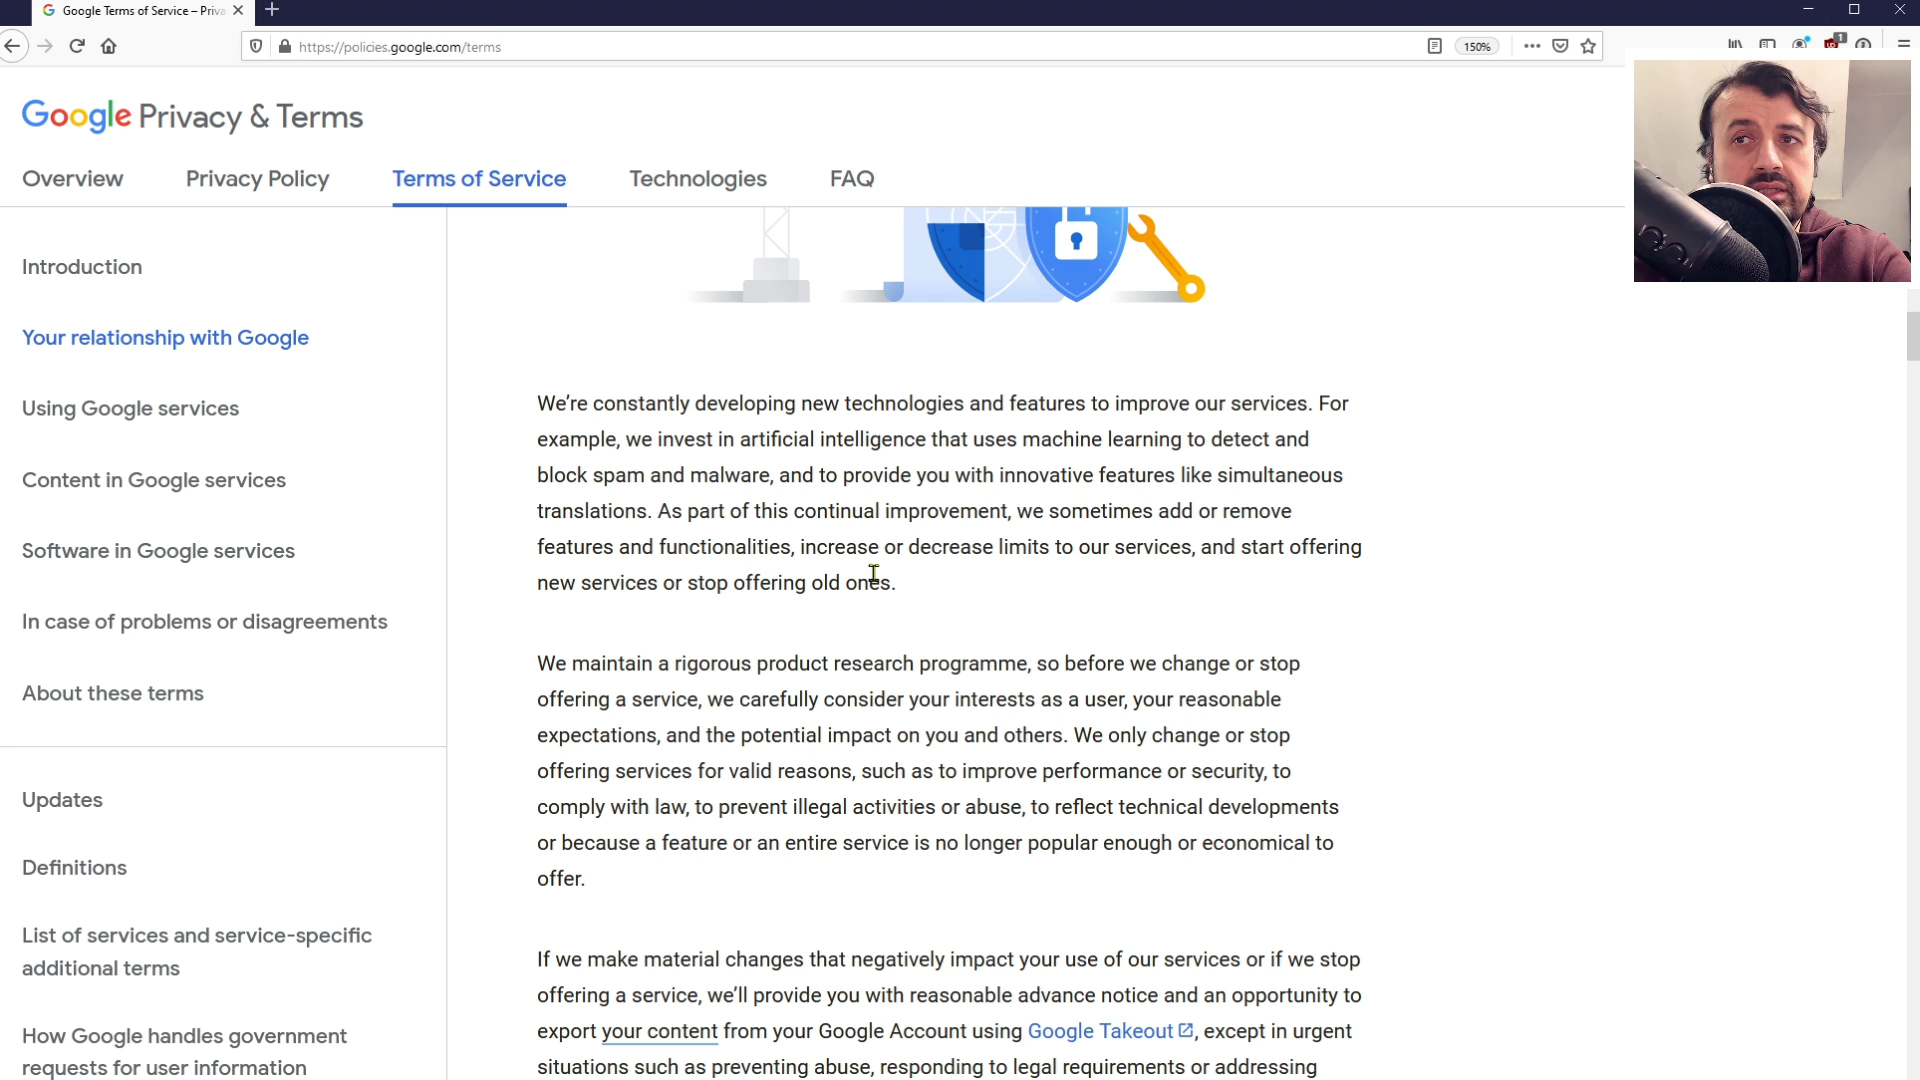 Google Terms of Service – Priva
https://policies.google.com/terms
150%
1
Google Privacy & Terms
Overview
Privacy Policy
Terms of Service
Technologies
FAQ
Introduction
Your relationship with Google
Using Google services
Content in Google services
Software in Google services
In case of problems or disagreements
About these terms
Updates
Definitions
List of services and service-specific
additional terms
How Google handles government
requests for user information
We’re constantly developing new technologies and features to improve our services. For
example, we invest in artificial intelligence that uses machine learning to detect and
block spam and malware, and to provide you with innovative features like simultaneous
translations. As part of this continual improvement, we sometimes add or remove
features and functionalities, increase or decrease limits to our services, and start offering
new services or stop offering old ones.
We maintain a rigorous product research programme, so before we change or stop
offering a service, we carefully consider your interests as a user, your reasonable
expectations, and the potential impact on you and others. We only change or stop
offering services for valid reasons, such as to improve performance or security, to
comply with law, to prevent illegal activities or abuse, to reflect technical developments
or because a feature or an entire service is no longer popular enough or economical to
offer.
If we make material changes that negatively impact your use of our services or if we stop
offering a service, we’ll provide you with reasonable advance notice and an opportunity to
export your content from your Google Account using Google Takeout, except in urgent
situations such as preventing abuse, responding to legal requirements or addressing